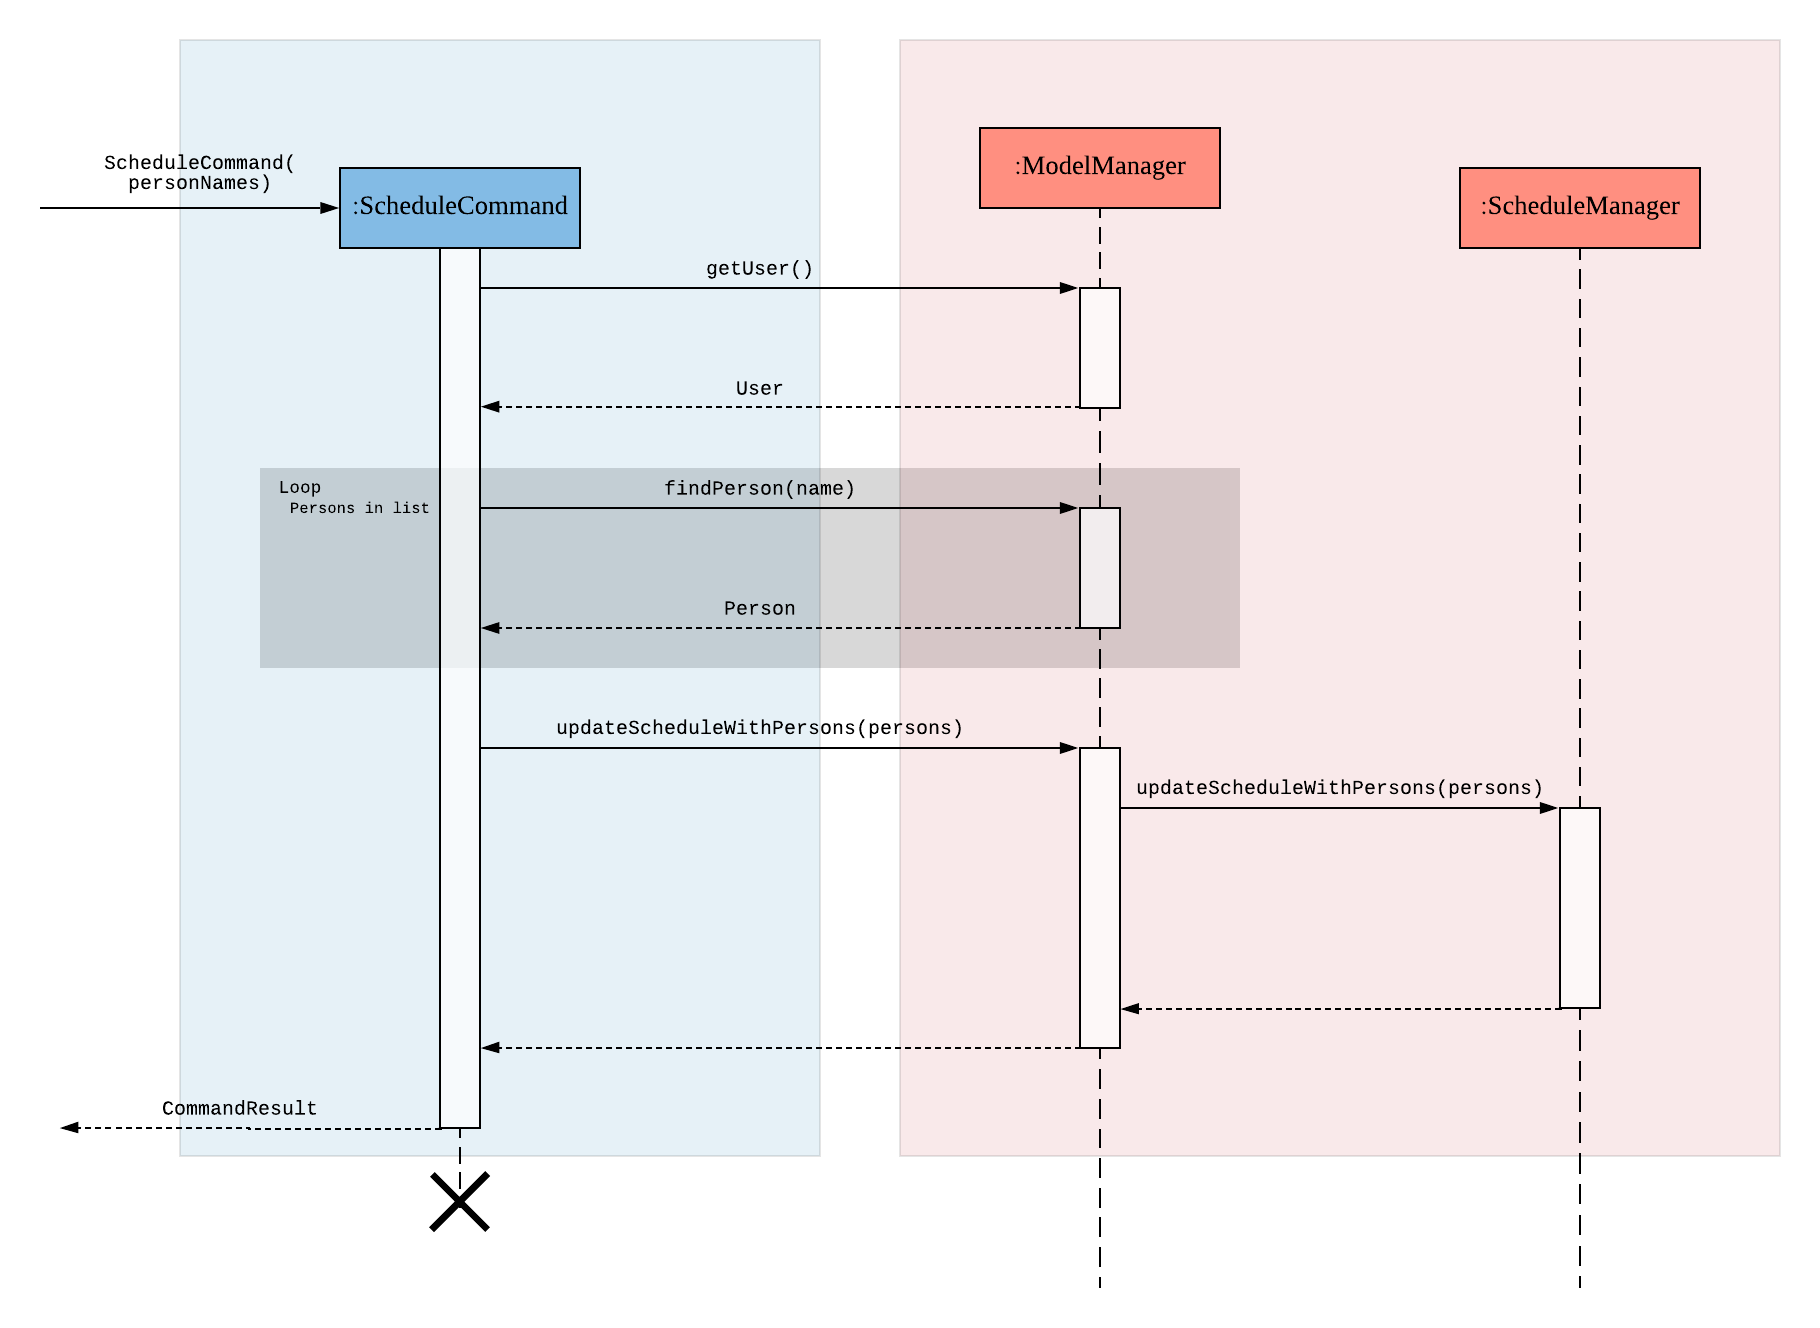 ScheduleCommand(
personNames)
:ScheduleCommand
:ModelManager
:ScheduleManager
getUser()
User
Loop
Persons in list
findPerson(name)
Person
updateScheduleWithPersons(persons)
updateScheduleWithPersons(persons)
CommandResult